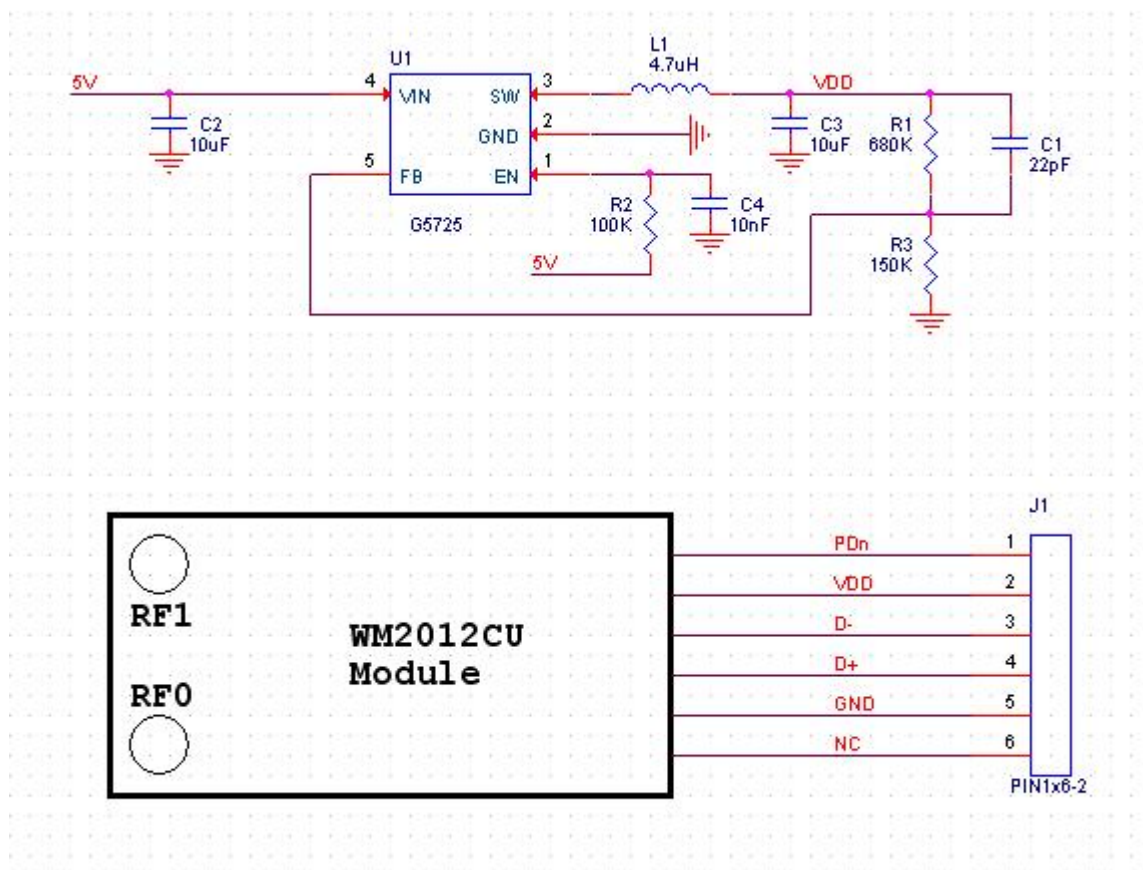 U1
L1
4.7uH
5V
4
VIN
SW
3
VDD
C2
10uF
GND
2
C3
10uF
R1
680K
C1
22pF
5
FB
EN
1
G5725
R2
100K
C4
10nF
5V
R3
150K
J1
PDn
1
VDD
2
RF1
D-
3
WM2012CU
Module
D+
4
RF0
GND
5
NC
6
PIN1x6-2